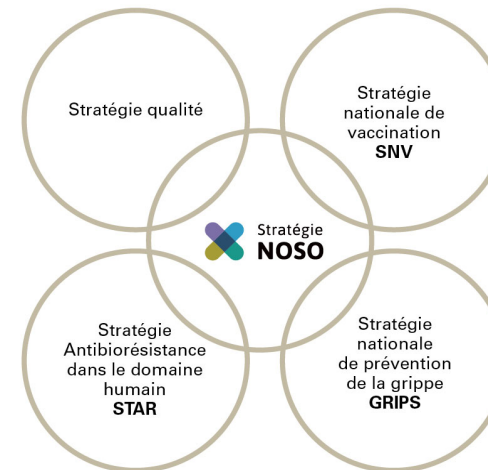 Stratégie qualité
Stratégie
nationale de
vaccination
SNV
Stratégie
NOSO
Stratégie
Antibiorésistance
dans le domaine
humain
STAR
Stratégie
nationale
de prévention
de la grippe
GRIPS